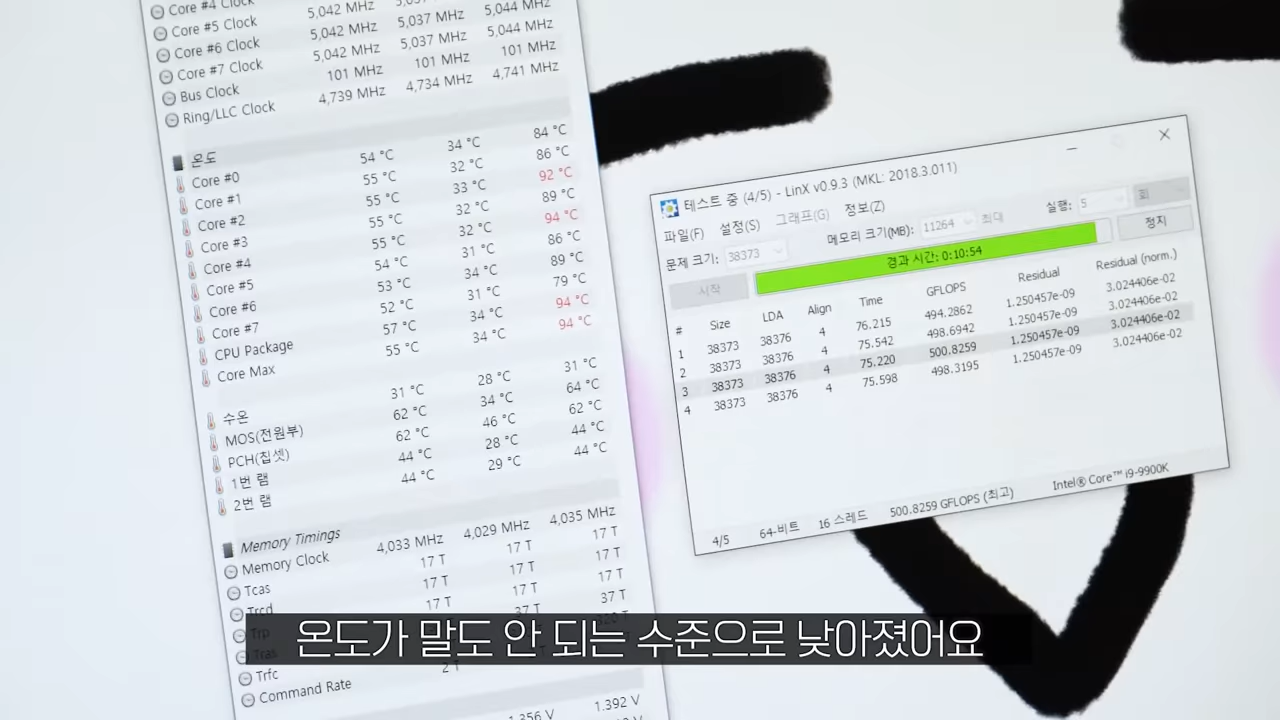 Core #4 Clock
Core #5 Clock 5,042 MHz
Core #6 Clock 5,042 MHz 5,037 MHz 5,044 MHz
Core #7 Clock 5,042 MHz 5,037 MHz 5,044 MHz
Bus Clock 101 MHz 101 MHz 101 MHz
Ring/LLC Clock 4,739 MHz 4,734 MHz 4,741 MHz
온도
Core #0 54 °C 34 °C 84 °C
Core #1 55 °C 32 °C 86 °C
Core #2 55 °C 33 °C 92 °C
Core #3 55 °C 32 °C 89 °C
Core #4 55 °C 32 °C 94 °C
Core #5 54 °C 31 °C 86 °C
Core #6 53 °C 34 °C 89 °C
Core #7 52 °C 31 °C 79 °C
CPU Package 57 °C 34 °C 94 °C
Core Max 55 °C 34 °C 94 °C
수온 31 °C 28 °C 31 °C
MOS(전원부) 62 °C 34 °C 64 °C
PCH(칩셋) 62 °C 46 °C 62 °C
1번 램 44 °C 28 °C 44 °C
2번 램 44 °C 29 °C 44 °C
Memory Timings
Memory Clock 4,033 MHz 4,029 MHz 4,035 MHz
Tcas 17 T 17 T 17 T
Trcd 17 T 17 T 17 T
Trp 17 T 17 T 17 T
Tras 37 T 37 T
Trfc
Command Rate 2 T
1.356 V 1.392 V
테스트 중 (4/5) - LinX v0.9.3 (MKL: 2018.3.011)
파일(F) 설정(S) 그래프(G) 정보(Z)
문제 크기: 38373 메모리 크기(MB): 11264 최대 실행: 5 회
시작 경과 시간: 0:10:54 정지
# Size LDA Align Time GFLOPS Residual Residual (norm.)
1 38373 38376 4 76.215 494.2862 1.250457e-09 3.024406e-02
2 38373 38376 4 75.542 498.6942 1.250457e-09 3.024406e-02
3 38373 38376 4 75.220 500.8259 1.250457e-09 3.024406e-02
4 38373 38376 4 75.598 498.3195 1.250457e-09 3.024406e-02
4/5 64-비트 16 스레드 500.8259 GFLOPS (최고) Intel® Core™ i9-9900K
온도가 말도 안 되는 수준으로 낮아졌어요